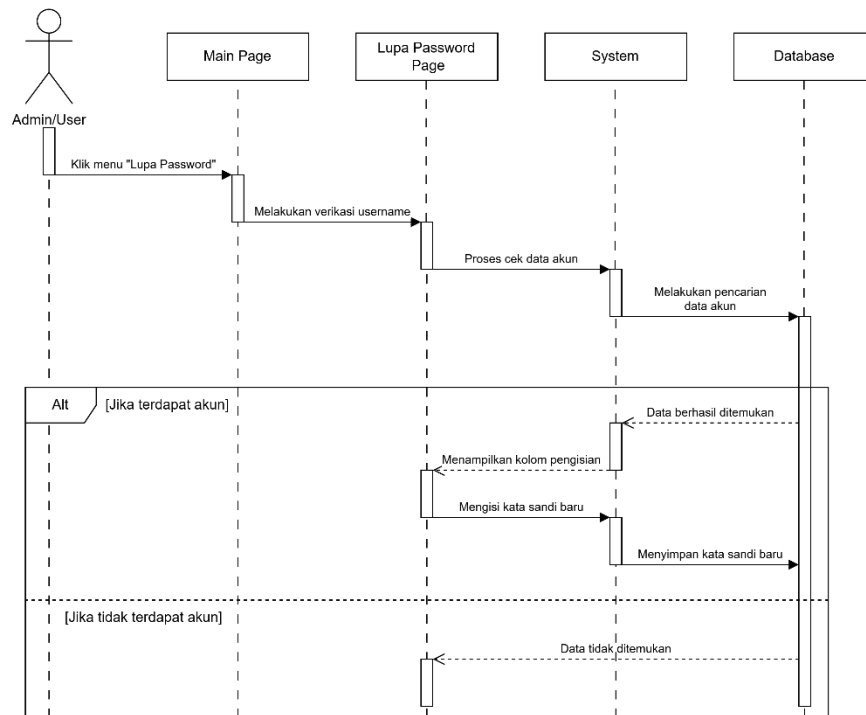 Main Page
Lupa Password
Page
System
Database
Admin/User
Klik menu "Lupa Password"
Melakukan verikasi username
Proses cek data akun
Melakukan pencarian
data akun
Alt
[Jika terdapat akun]
Data berhasil ditemukan
Menampilkan kolom pengisian
Mengisi kata sandi baru
Menyimpan kata sandi baru
[Jika tidak terdapat akun]
Data tidak ditemukan